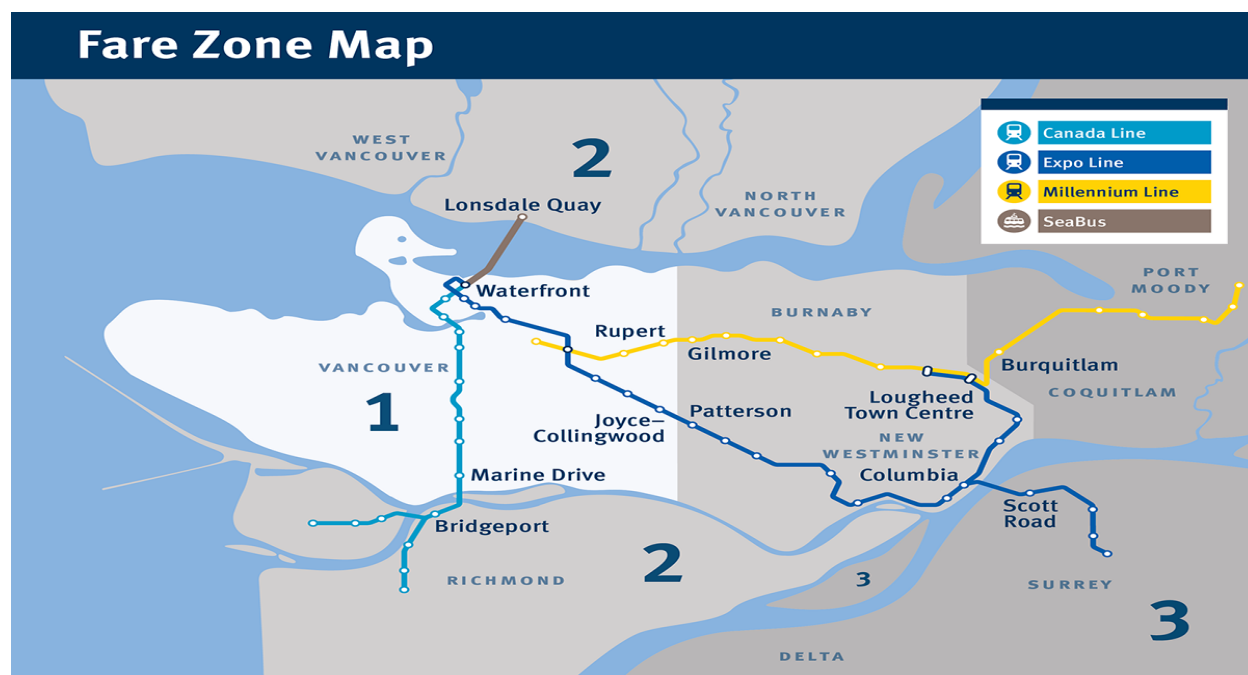 Fare Zone Map
Canada Line
Expo Line
Millennium Line
SeaBus
WEST
VANCOUVER
2
NORTH
VANCOUVER
Lonsdale Quay
PORT
MOODY
Waterfront
BURNABY
Rupert
Gilmore
VANCOUVER
1
Burquitlam
COQUITLAM
Lougheed
Town Centre
Patterson
Joyce–
Collingwood
NEW
WESTMINSTER
Marine Drive
Columbia
Scott
Road
Bridgeport
2
3
RICHMOND
SURREY
3
DELTA